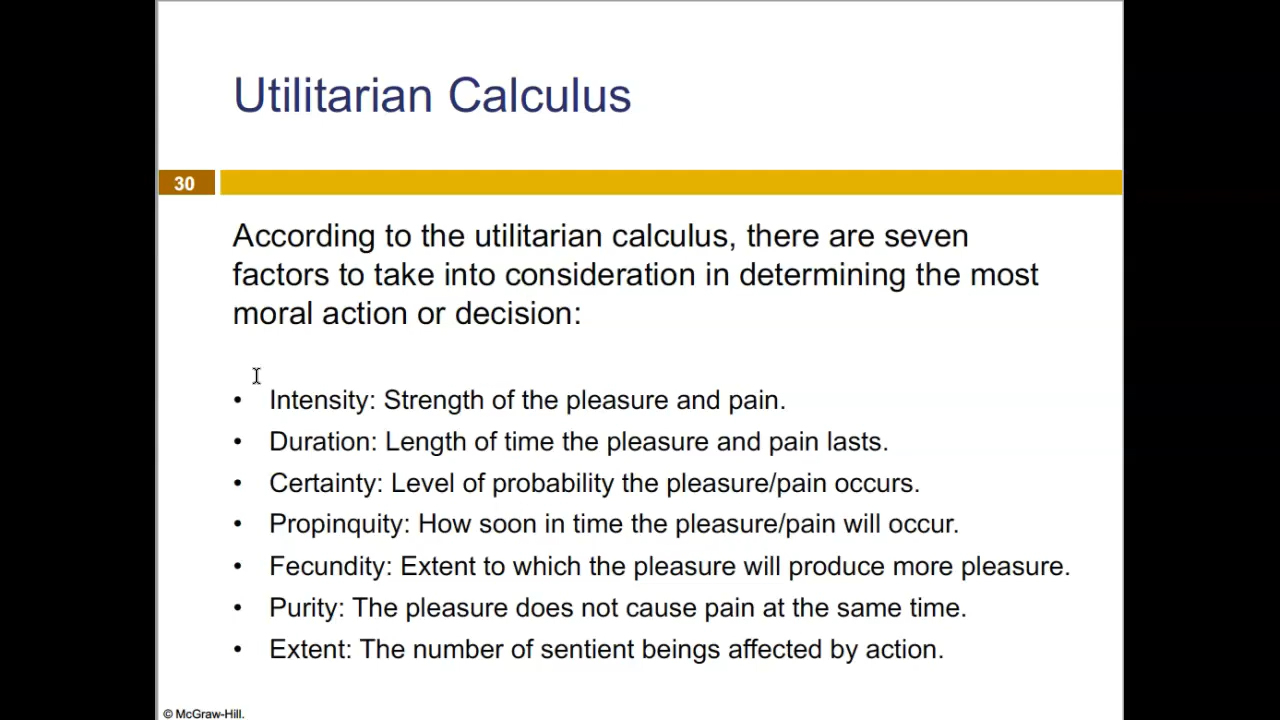 Utilitarian Calculus
30
According to the utilitarian calculus, there are seven
factors to take into consideration in determining the most
moral action or decision:
• Intensity: Strength of the pleasure and pain.
• Duration: Length of time the pleasure and pain lasts.
• Certainty: Level of probability the pleasure/pain occurs.
• Propinquity: How soon in time the pleasure/pain will occur.
• Fecundity: Extent to which the pleasure will produce more pleasure.
• Purity: The pleasure does not cause pain at the same time.
• Extent: The number of sentient beings affected by action.
© McGraw-Hill.